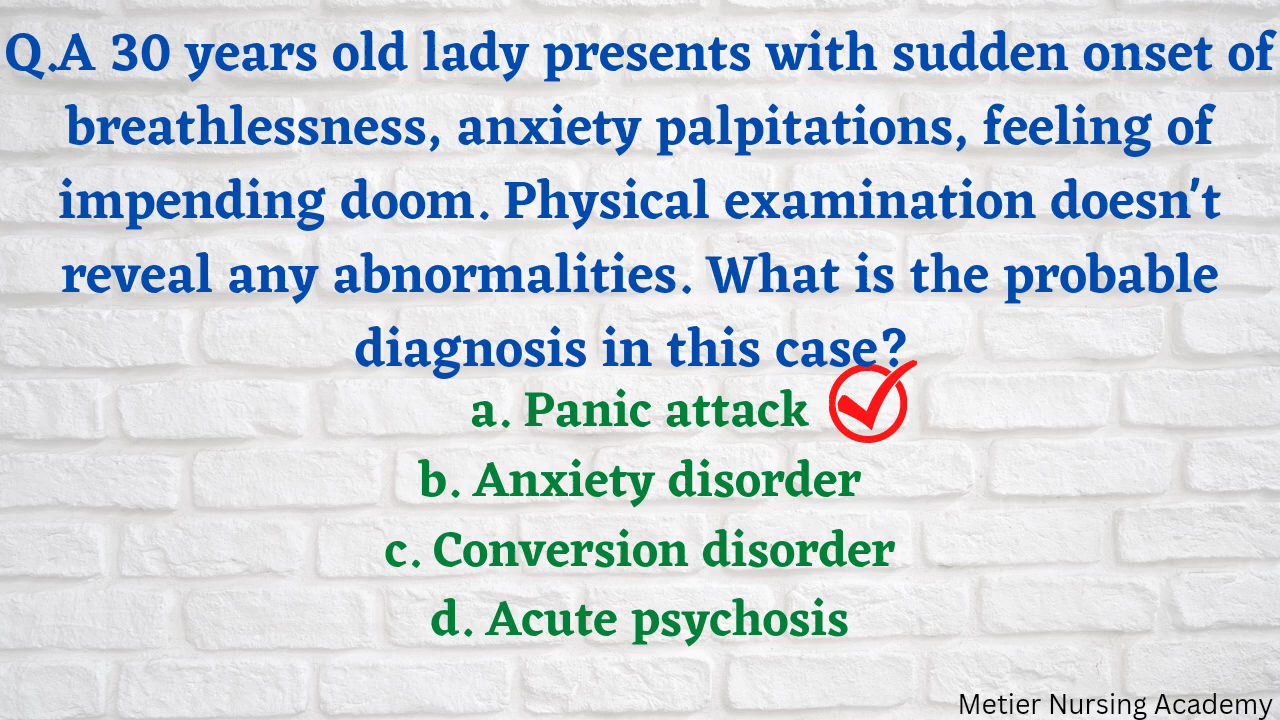 Q.A 30 years old lady presents with sudden onset of
breathlessness, anxiety palpitations, feeling of
impending doom. Physical examination doesn't
reveal any abnormalities. What is the probable
diagnosis in this case?
a. Panic attack
b. Anxiety disorder
c. Conversion disorder
d. Acute psychosis
Metier Nursing Academy